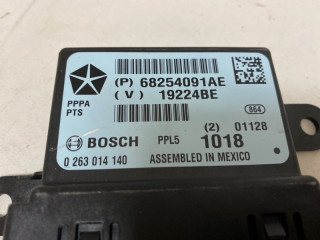 (P) 68254091AE
(V) 19224BE
PPPA
PTS
864
(2) 01128
BOSCH PPL5 1018
0 263 014 140 ASSEMBLED IN MEXICO